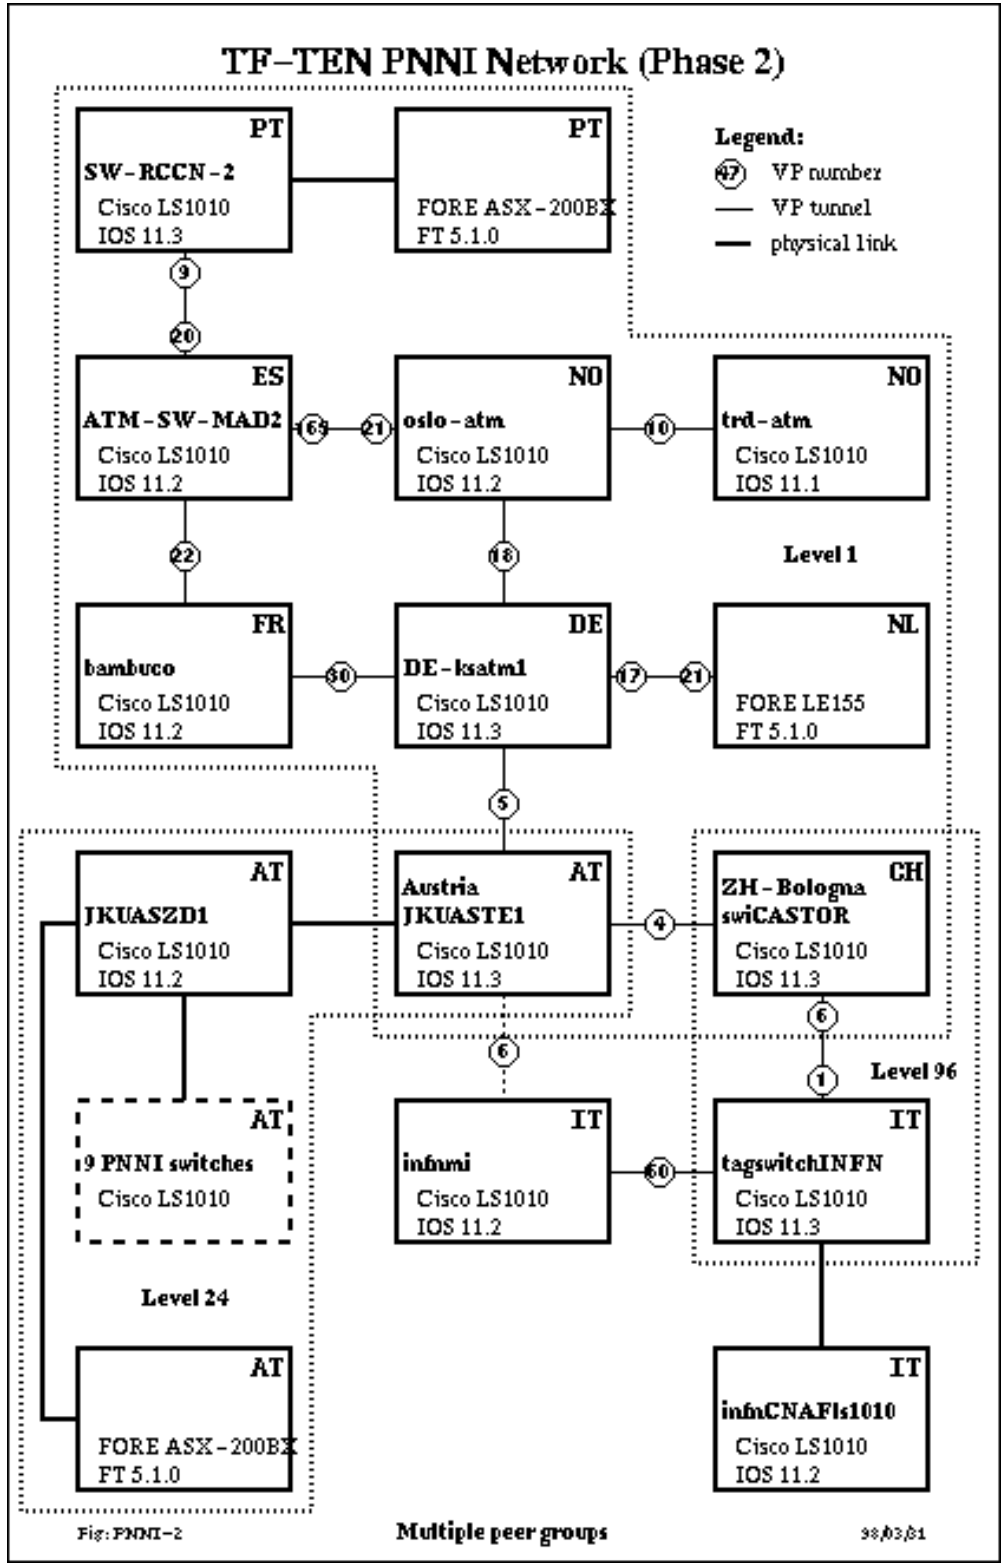 TF-TEN PNNI Network (Phase 2)
PT
SW-RCCN-2
Cisco LS1010
IOS 11.3
PT
FORE ASX-200BX
FT 5.1.0
Legend:
47 VP number
VP tunnel
physical link
9
20
ES
ATM-SW-MAD2
Cisco LS1010
IOS 11.2
165
21
NO
oslo-atm
Cisco LS1010
IOS 11.2
10
NO
trd-atm
Cisco LS1010
IOS 11.1
22
18
Level 1
FR
bambuco
Cisco LS1010
IOS 11.2
30
DE
DE-ksatm1
Cisco LS1010
IOS 11.3
17
21
NL
FORE LE155
FT 5.1.0
5
AT
JKUASZD1
Cisco LS1010
IOS 11.2
AT
Austria
JKUASTE1
Cisco LS1010
IOS 11.3
4
CH
ZH-Bologna
swiCASTOR
Cisco LS1010
IOS 11.3
6
6
1
Level 96
AT
9 PNNI switches
Cisco LS1010
IT
infnmi
Cisco LS1010
IOS 11.2
60
IT
tagswitchINFN
Cisco LS1010
IOS 11.3
Level 24
AT
FORE ASX-200BX
FT 5.1.0
IT
infnCNAFls1010
Cisco LS1010
IOS 11.2
Fig: PNNI-2
Multiple peer groups